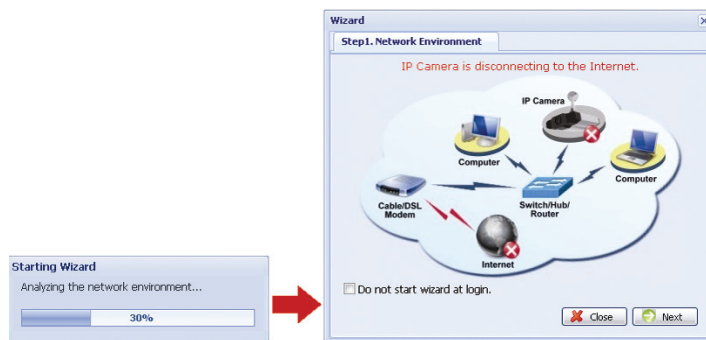 Starting Wizard
Analyzing the network environment...
30%
Wizard
Step1. Network Environment
IP Camera is disconnecting to the Internet.
IP Camera
Computer
Computer
Cable/DSL
Modem
Switch/Hub/
Router
Internet
Do not start wizard at login.
Close
Next